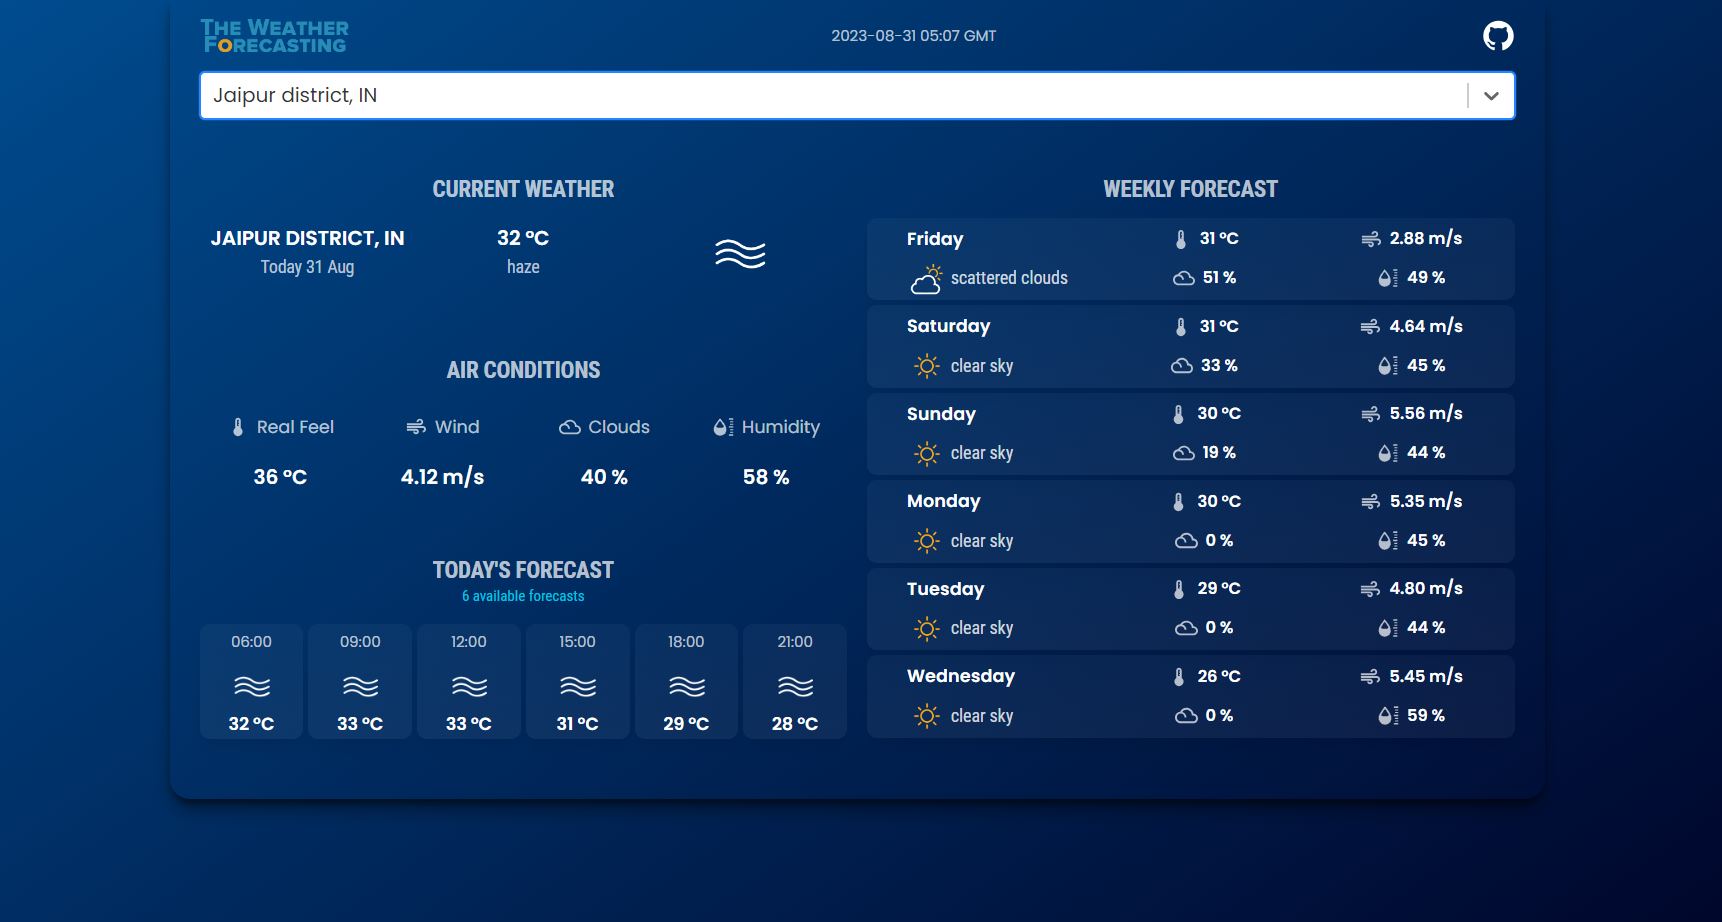 THE WEATHER
FORECASTING
2023-08-31 05:07 GMT
Jaipur district, IN
CURRENT WEATHER
JAIPUR DISTRICT, IN
Today 31 Aug
32 °C
haze
AIR CONDITIONS
Real Feel
36 °C
Wind
4.12 m/s
Clouds
40 %
Humidity
58 %
TODAY'S FORECAST
6 available forecasts
06:00
32 °C
09:00
33 °C
12:00
33 °C
15:00
31 °C
18:00
29 °C
21:00
28 °C
WEEKLY FORECAST
Friday 31 °C 2.88 m/s
scattered clouds 51 % 49 %
Saturday 31 °C 4.64 m/s
clear sky 33 % 45 %
Sunday 30 °C 5.56 m/s
clear sky 19 % 44 %
Monday 30 °C 5.35 m/s
clear sky 0 % 45 %
Tuesday 29 °C 4.80 m/s
clear sky 0 % 44 %
Wednesday 26 °C 5.45 m/s
clear sky 0 % 59 %